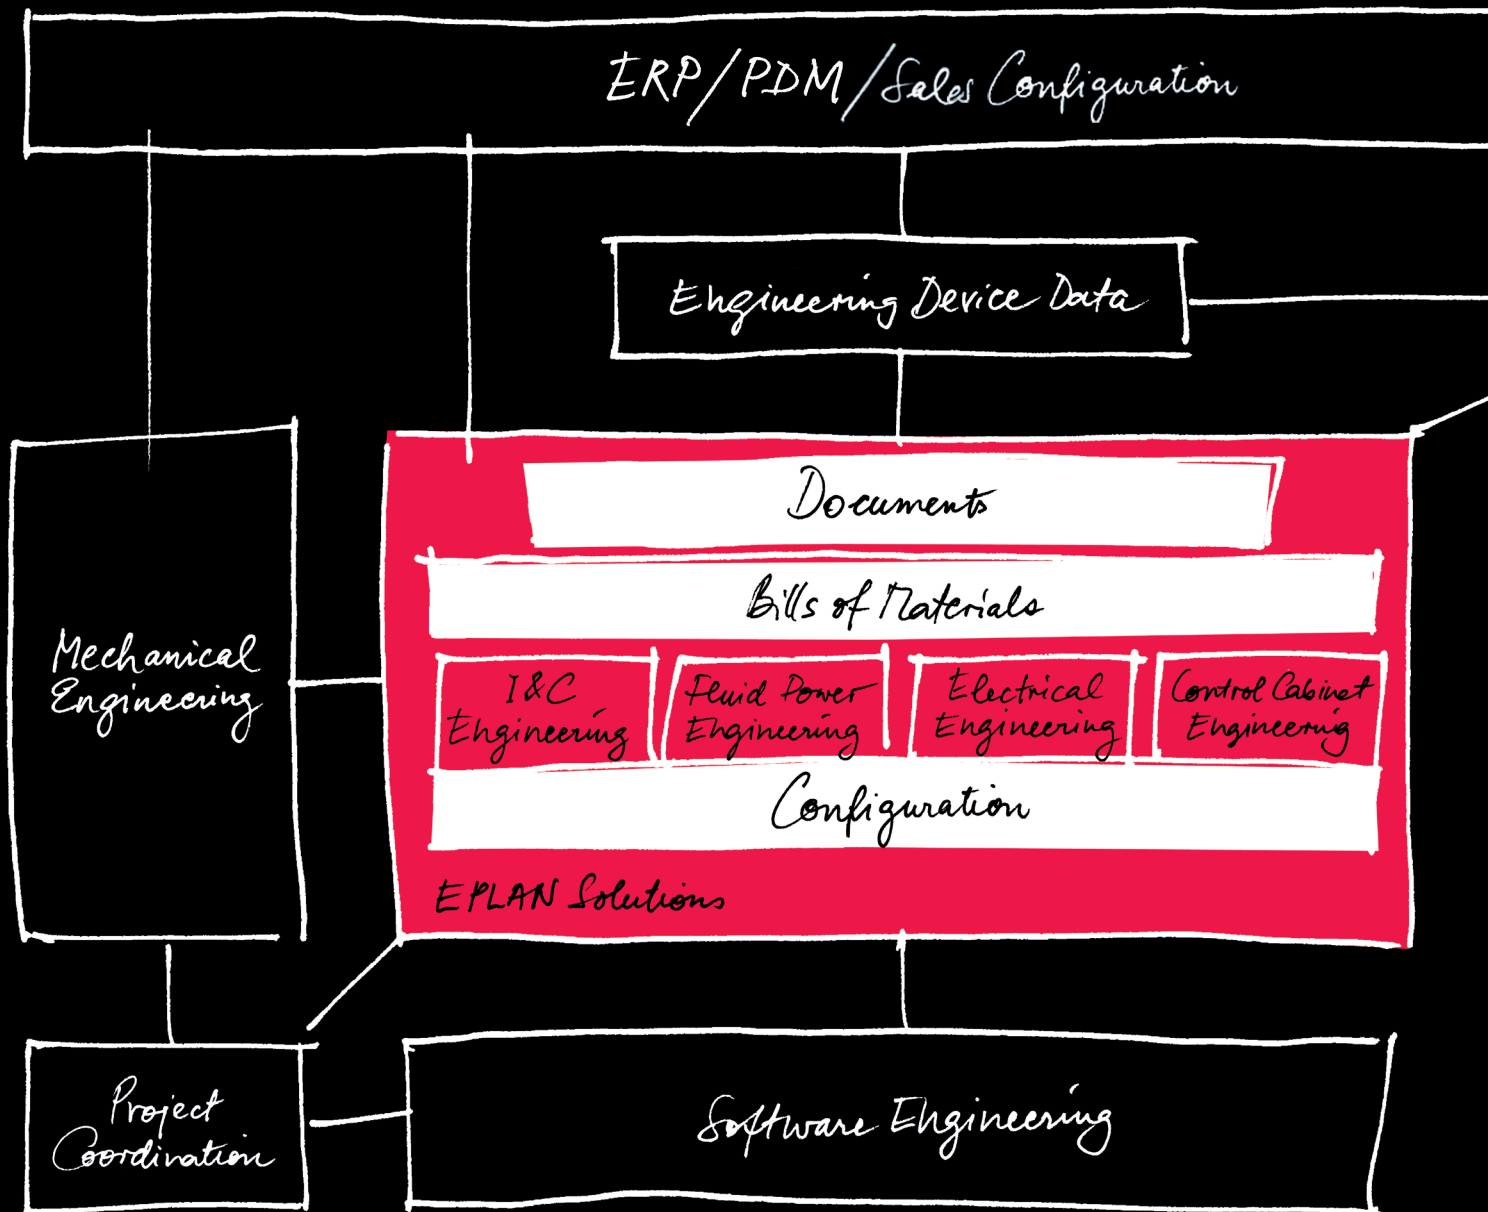 ERP/PDM/Sales Configuration
Engineering Device Data
Documents
Bills of Materials
Mechanical
Engineering
I&C
Engineering
Fluid Power
Engineering
Electrical
Engineering
Control Cabinet
Engineering
Configuration
EPLAN Solutions
Project
Coordination
Software Engineering